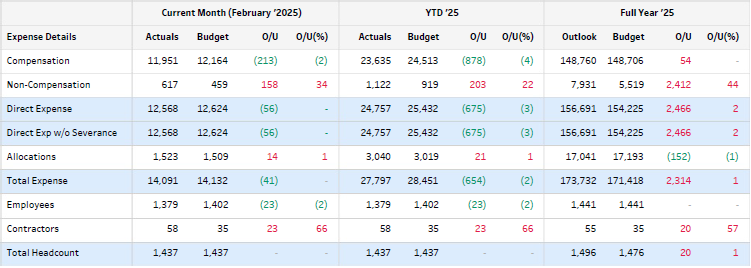 Current Month (February ’2025) YTD ’25 Full Year ’25
Expense Details Actuals Budget O/U O/U(%) Actuals Budget O/U O/U(%) Outlook Budget O/U O/U(%)
Compensation 11,951 12,164 (213) (2) 23,635 24,513 (878) (4) 148,760 148,706 54 -
Non-Compensation 617 459 158 34 1,122 919 203 22 7,931 5,519 2,412 44
Direct Expense 12,568 12,624 (56) - 24,757 25,432 (675) (3) 156,691 154,225 2,466 2
Direct Exp w/o Severance 12,568 12,624 (56) - 24,757 25,432 (675) (3) 156,691 154,225 2,466 2
Allocations 1,523 1,509 14 1 3,040 3,019 21 1 17,041 17,193 (152) (1)
Total Expense 14,091 14,132 (41) - 27,797 28,451 (654) (2) 173,732 171,418 2,314 1
Employees 1,379 1,402 (23) (2) 1,379 1,402 (23) (2) 1,441 1,441 - -
Contractors 58 35 23 66 58 35 23 66 55 35 20 57
Total Headcount 1,437 1,437 - - 1,437 1,437 - - 1,496 1,476 20 1